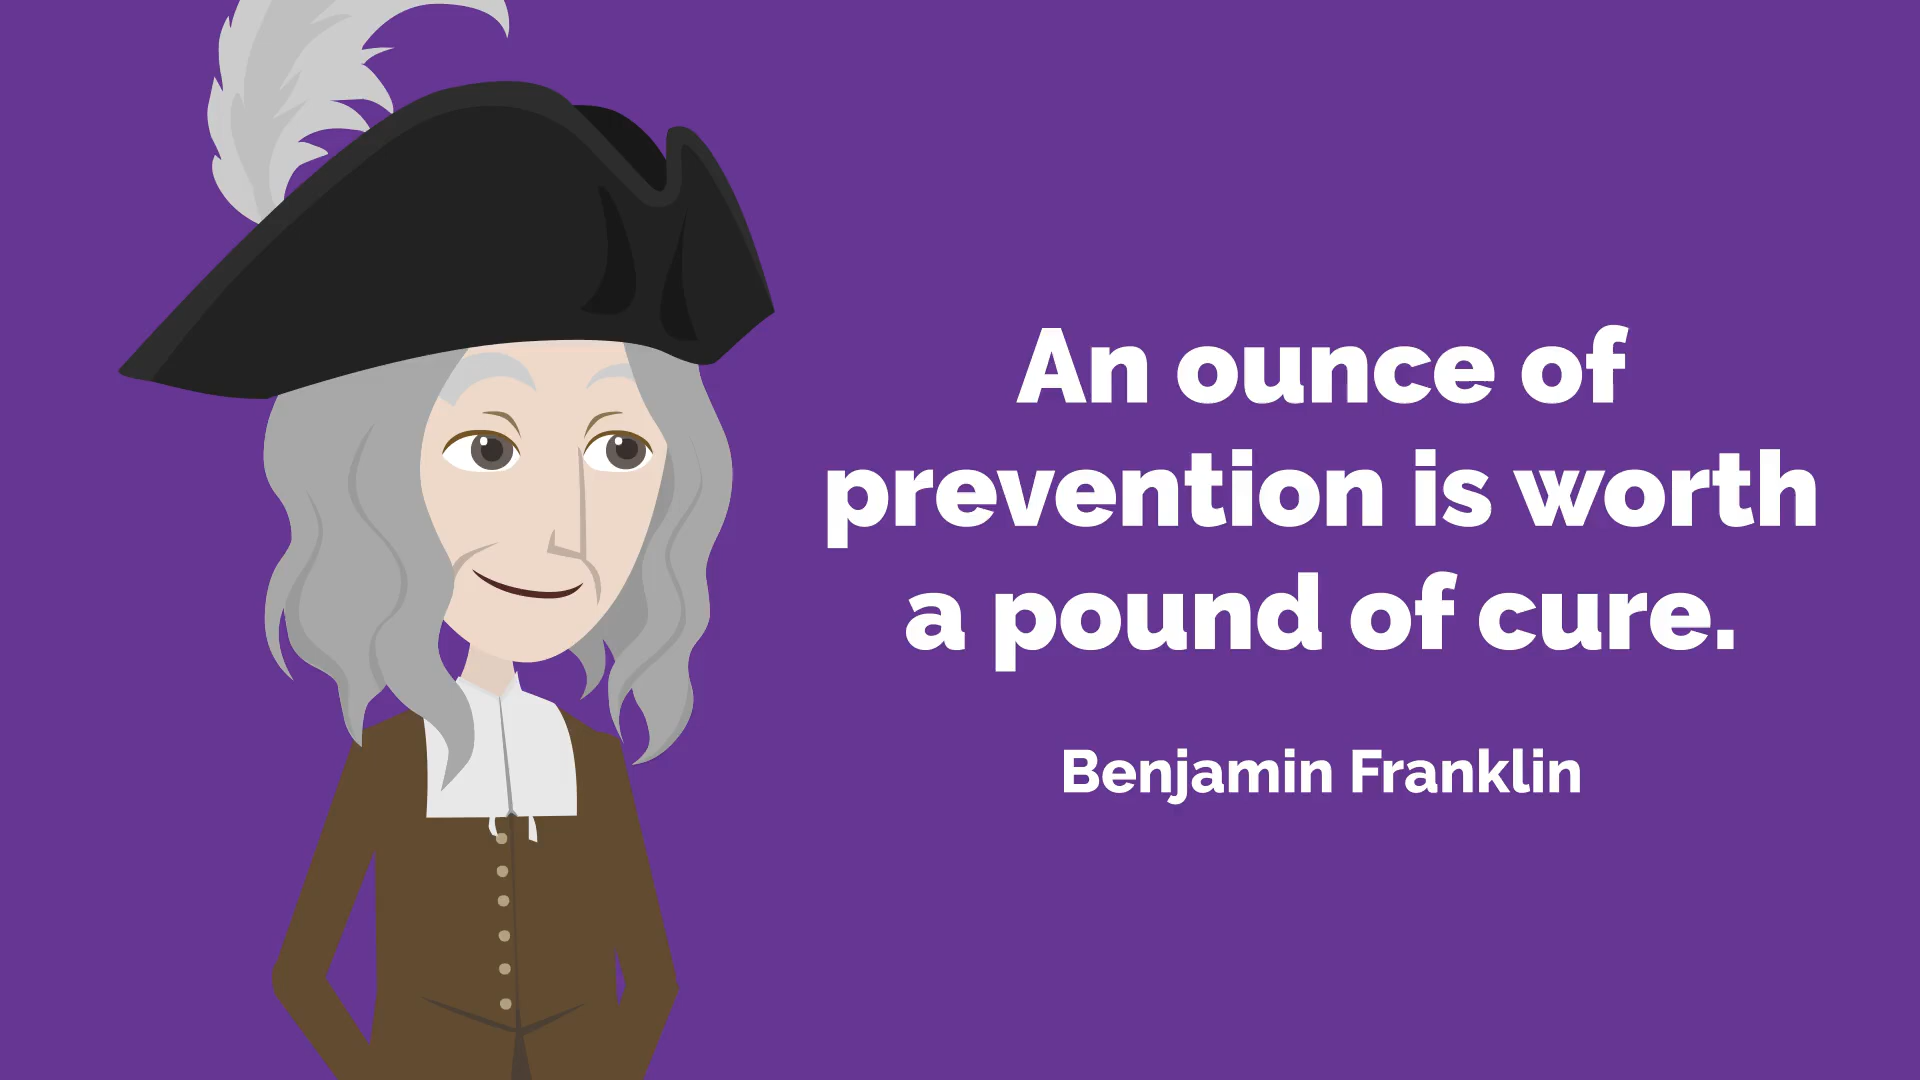 An ounce of
prevention is worth
a pound of cure.
Benjamin Franklin